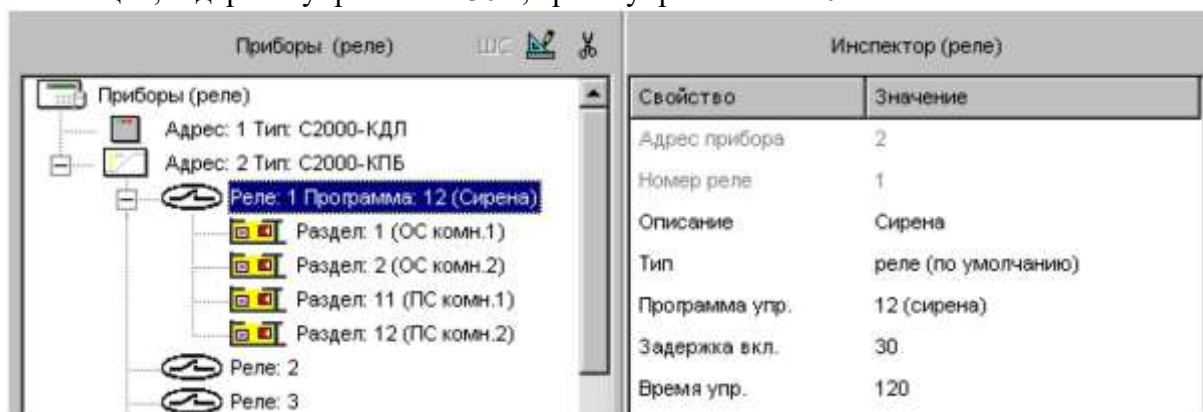 Приборы (реле) ШС
Приборы (реле)
Адрес: 1 Тип: С2000-КДЛ
Адрес: 2 Тип: С2000-КПБ
Реле: 1 Программа: 12 (Сирена)
Раздел: 1 (ОС комн.1)
Раздел: 2 (ОС комн.2)
Раздел: 11 (ПС комн.1)
Раздел: 12 (ПС комн.2)
Реле: 2
Реле: 3
Инспектор (реле)
Свойство Значение
Адрес прибора 2
Номер реле 1
Описание Сирена
Тип реле (по умолчанию)
Программа упр. 12 (сирена)
Задержка вкл. 30
Время упр. 120